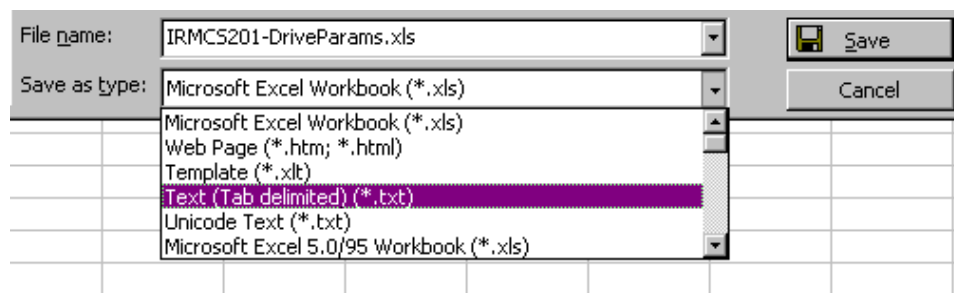 File name: IRMCS201-DriveParams.xls Save
Save as type: Microsoft Excel Workbook (*.xls) Cancel
Microsoft Excel Workbook (*.xls)
Web Page (*.htm; *.html)
Template (*.xlt)
Text (Tab delimited) (*.txt)
Unicode Text (*.txt)
Microsoft Excel 5.0/95 Workbook (*.xls)